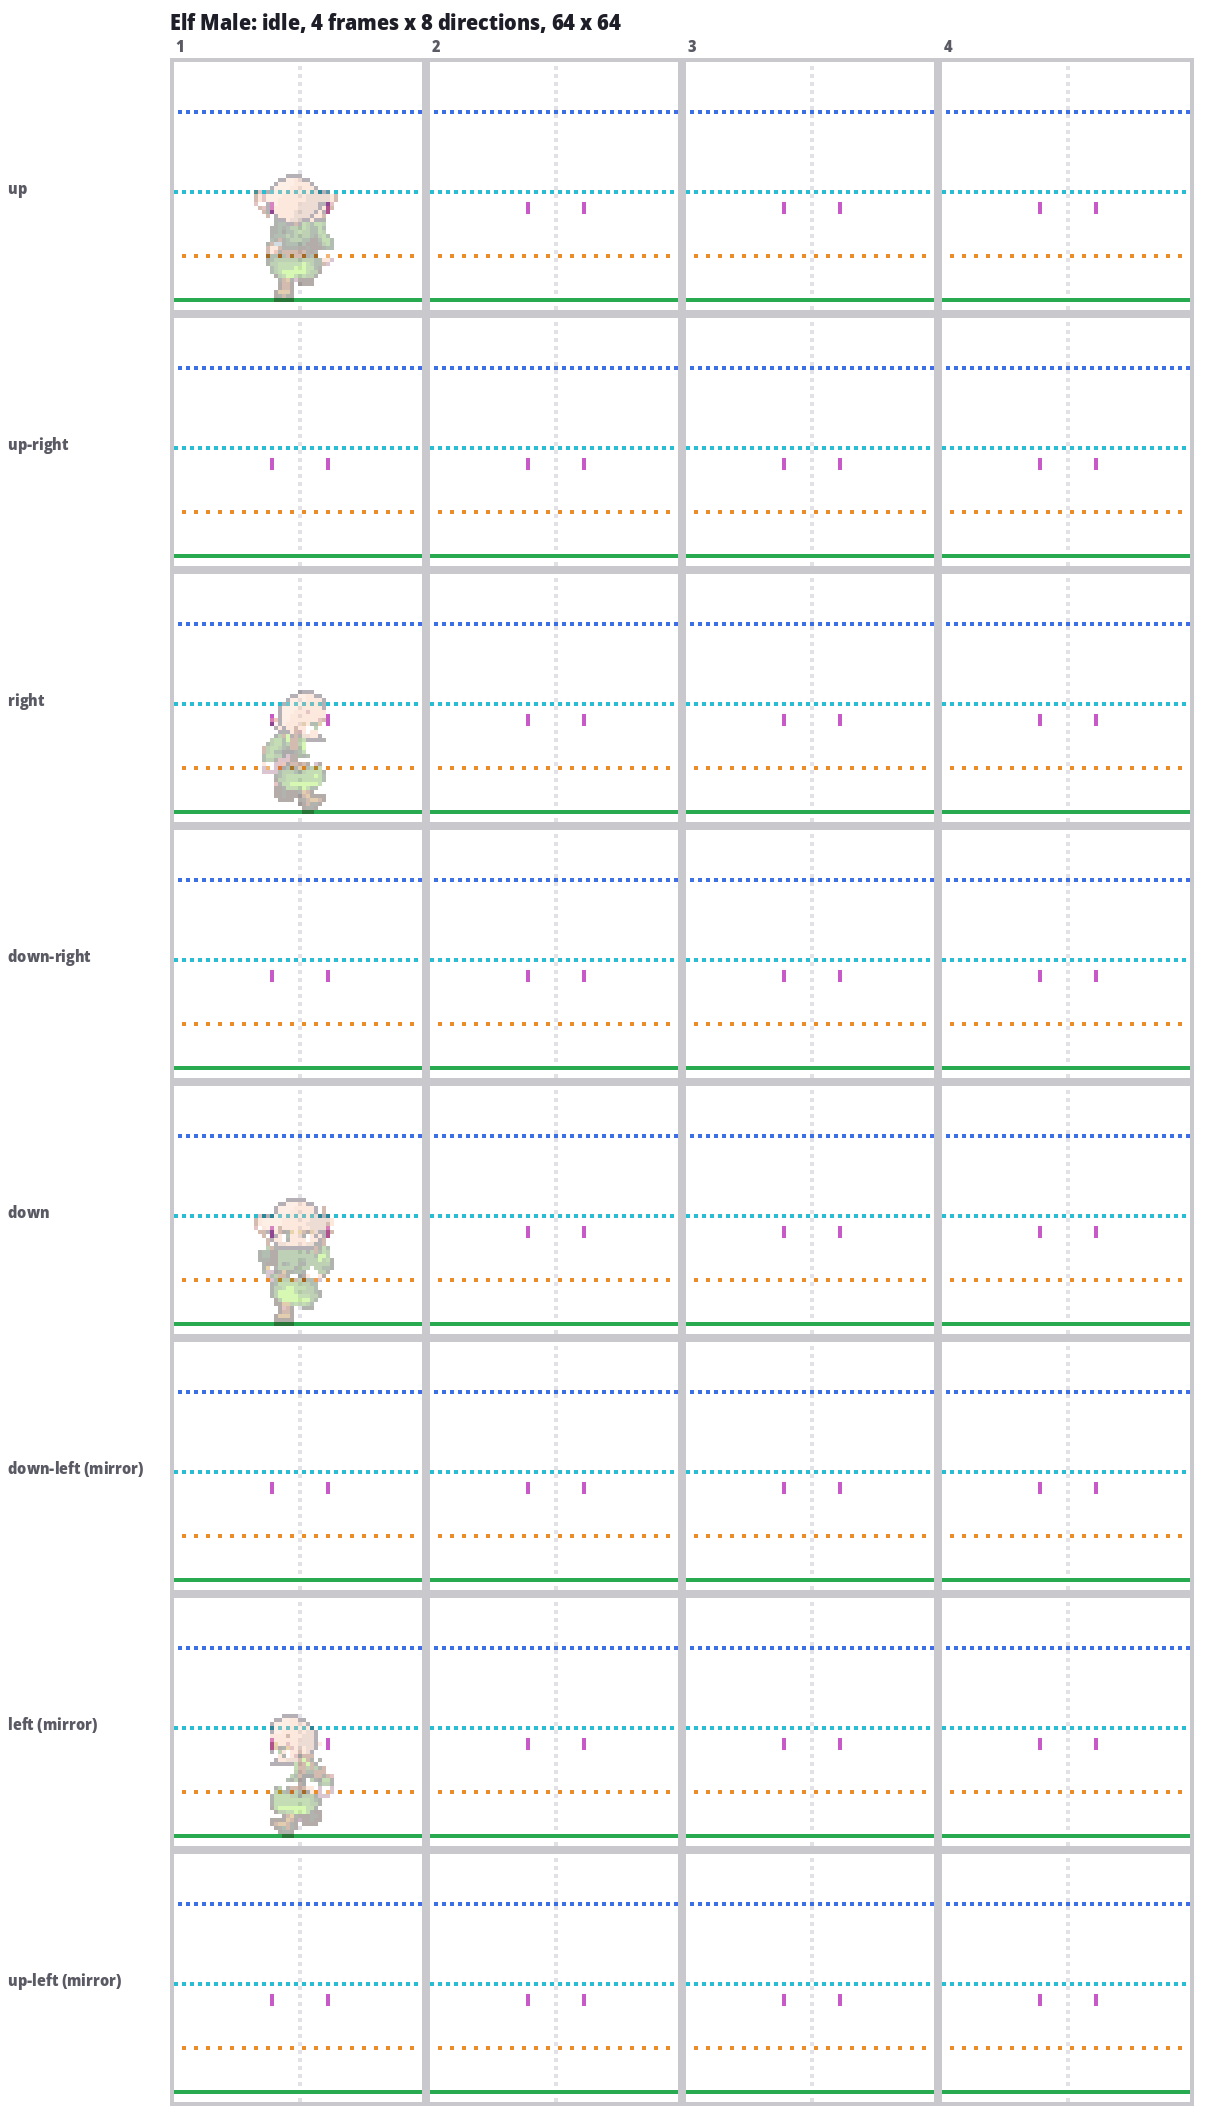 Elf Male: idle, 4 frames x 8 directions, 64 x 64
1 2 3 4
up
up-right
right
down-right
down
down-left (mirror)
left (mirror)
up-left (mirror)